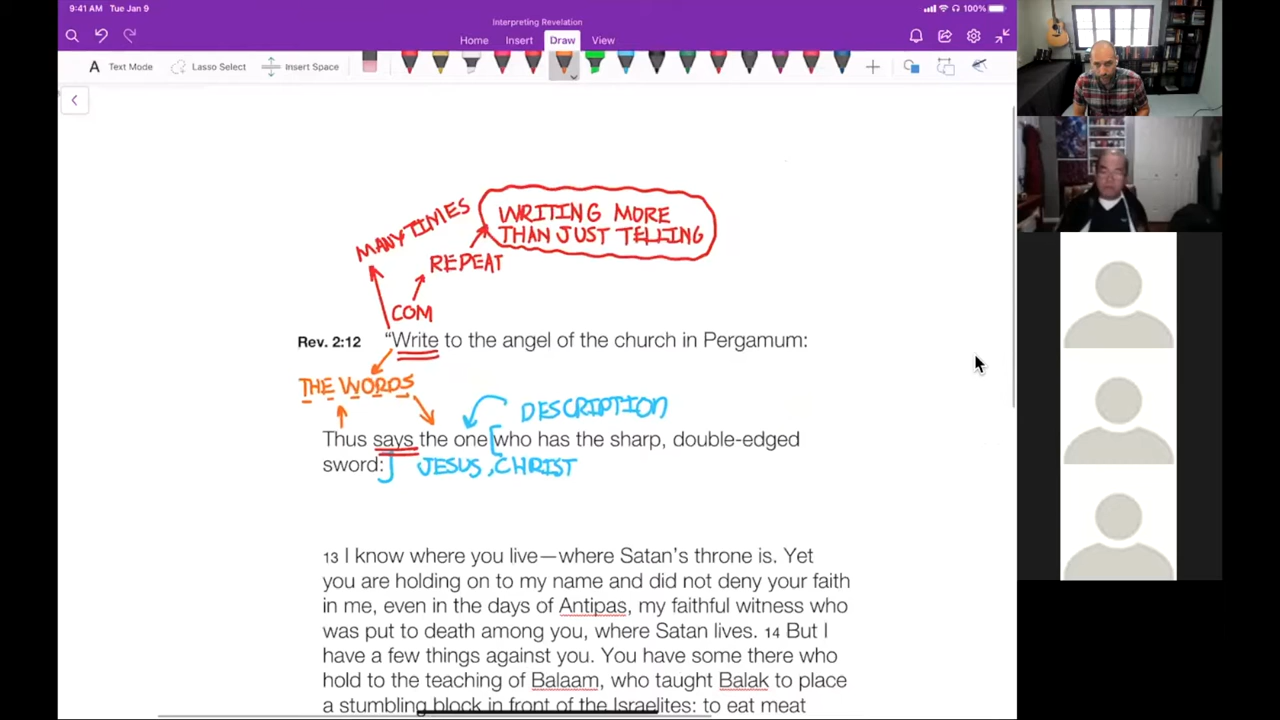 9:41 AM Tue Jan 9
100%
Interpreting Revelation
Home Insert Draw View
A Text Mode Lasso Select Insert Space
MANY TIMES
WRITING MORE
THAN JUST TELLING
REPEAT
COM
Rev. 2:12 “Write to the angel of the church in Pergamum:
THE WORDS
DESCRIPTION
Thus says the one [who has the sharp, double-edged
sword:] JESUS, CHRIST
13 I know where you live—where Satan’s throne is. Yet
you are holding on to my name and did not deny your faith
in me, even in the days of Antipas, my faithful witness who
was put to death among you, where Satan lives. 14 But I
have a few things against you. You have some there who
hold to the teaching of Balaam, who taught Balak to place
a stumbling block in front of the Israelites: to eat meat